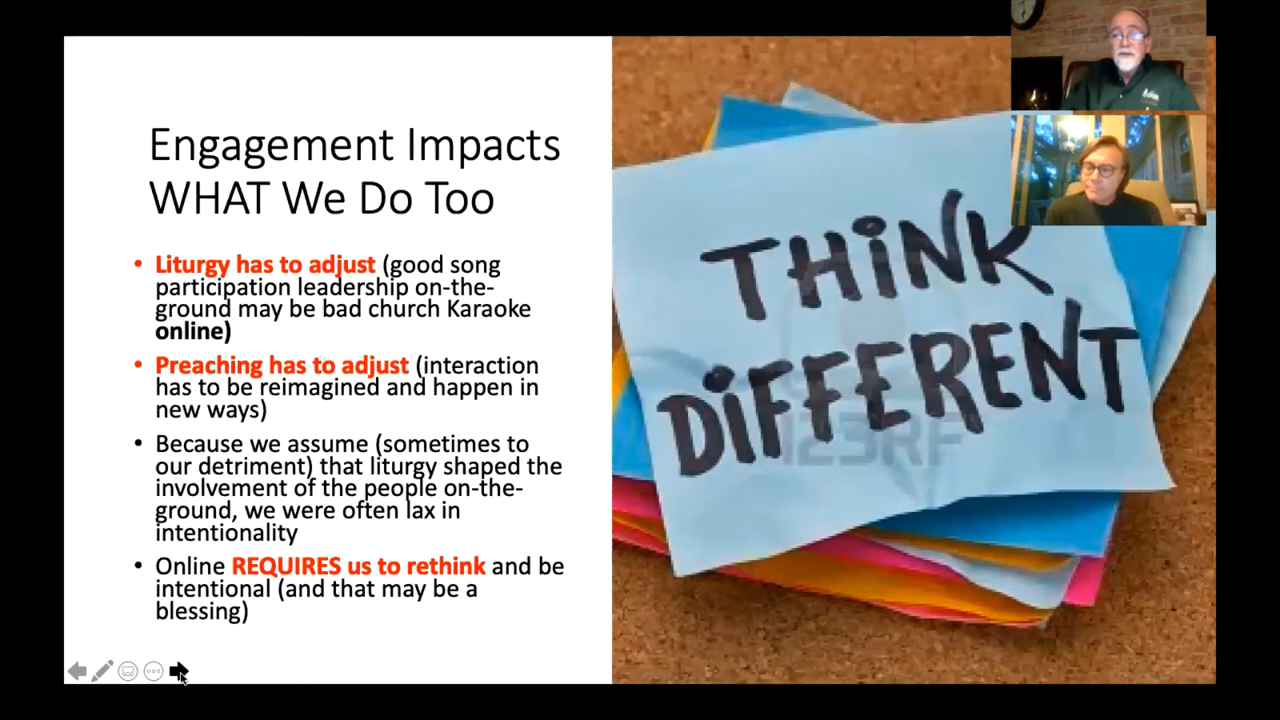 Engagement Impacts
WHAT We Do Too
• Liturgy has to adjust (good song
participation leadership on-the-
ground may be bad church Karaoke
online)
• Preaching has to adjust (interaction
has to be reimagined and happen in
new ways)
• Because we assume (sometimes to
our detriment) that liturgy shaped the
involvement of the people on-the-
ground, we were often lax in
intentionality
• Online REQUIRES us to rethink and be
intentional (and that may be a
blessing)
THiNK
DiFFERENT
123RF